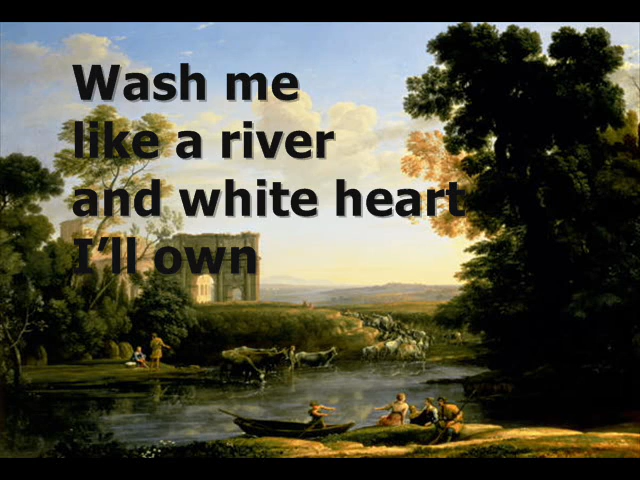 Wash me
like a river
and white heart
I’ll own